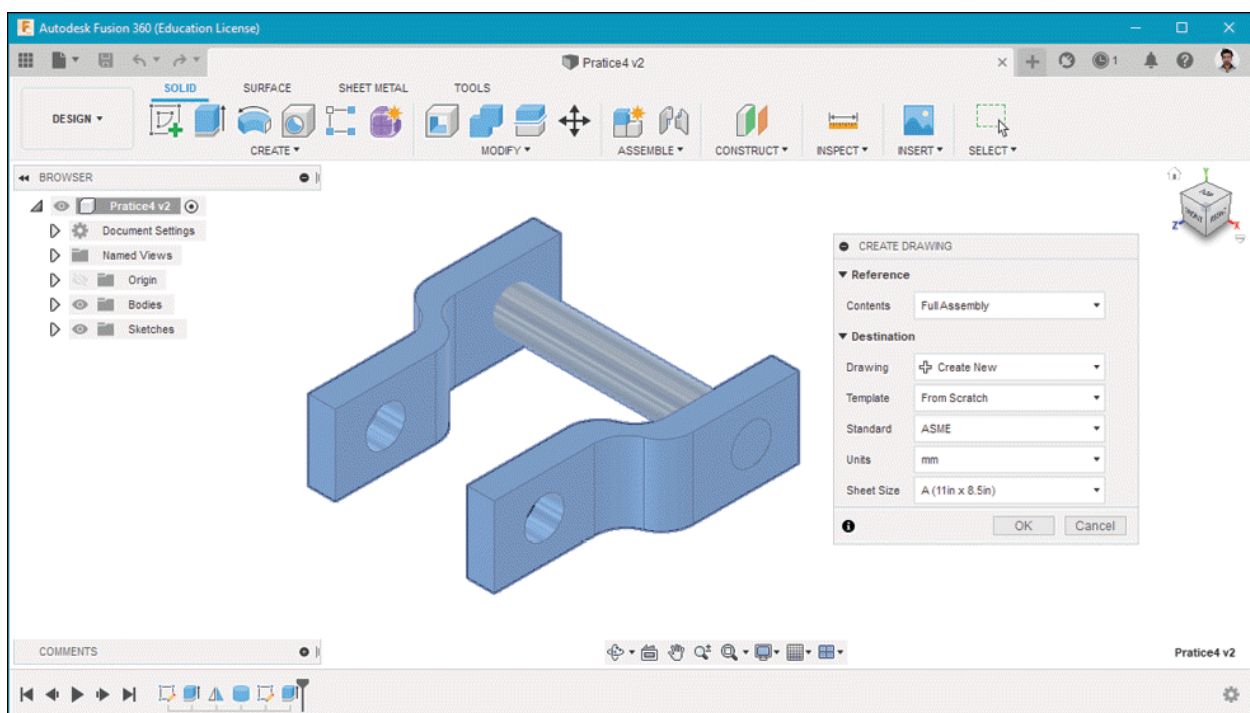 Autodesk Fusion 360 (Education License)
Pratice4 v2
1
SOLID SURFACE SHEET METAL TOOLS
DESIGN
CREATE MODIFY ASSEMBLE CONSTRUCT INSPECT INSERT SELECT
BROWSER
Pratice4 v2
Document Settings
Named Views
Origin
Bodies
Sketches
Y
FRONT RIGHT
Z X
CREATE DRAWING
Reference
Contents Full Assembly
Destination
Drawing Create New
Template From Scratch
Standard ASME
Units mm
Sheet Size A (11in x 8.5in)
OK Cancel
COMMENTS
Pratice4 v2